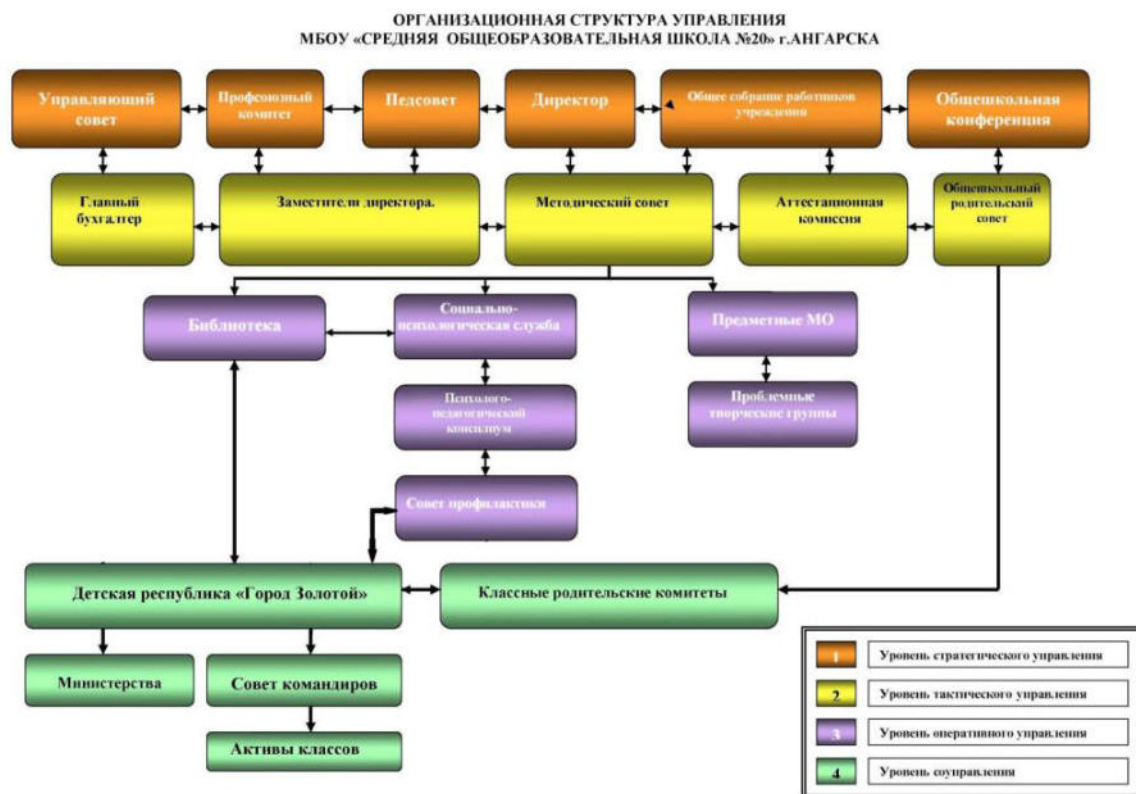 ОРГАНИЗАЦИОННАЯ СТРУКТУРА УПРАВЛЕНИЯ
МБОУ «СРЕДНЯЯ ОБЩЕОБРАЗОВАТЕЛЬНАЯ ШКОЛА №20» г.АНГАРСКА
Управляющий
совет
Профсоюзный
комитет
Педсовет
Директор
Общее собрание работников
учреждения
Общешкольная
конференция
Главный
бухгалтер
Заместители директора.
Методический совет
Аттестационная
комиссия
Общешкольный
родительский
совет
Библиотека
Социально-
психологическая служба
Предметные МО
Психолого-
педагогический
консилиум
Проблемные
творческие группы
Совет профилактики
Детская республика «Город Золотой»
Классные родительские комитеты
Министерства
Совет командиров
Активы классов
1 Уровень стратегического управления
2 Уровень тактического управления
3 Уровень оперативного управления
4 Уровень соуправления